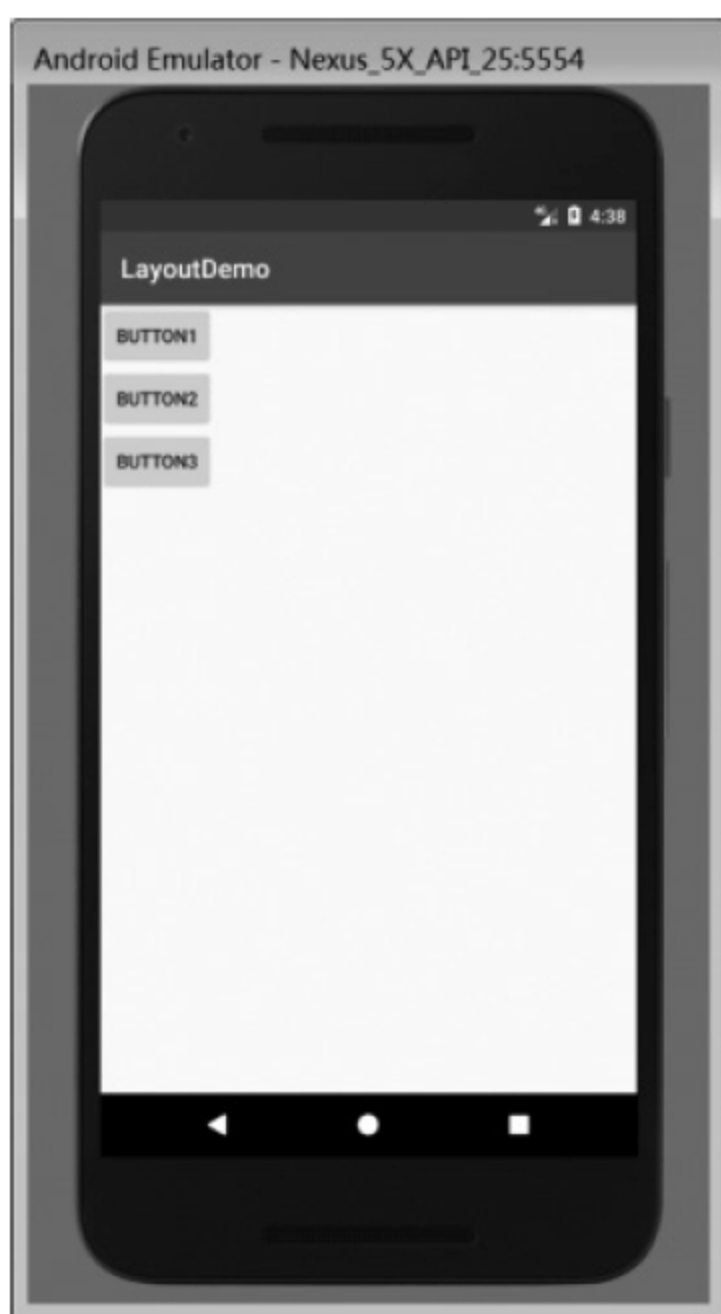 Android Emulator - Nexus_5X_API_25:5554
4:38
LayoutDemo
BUTTON1
BUTTON2
BUTTON3